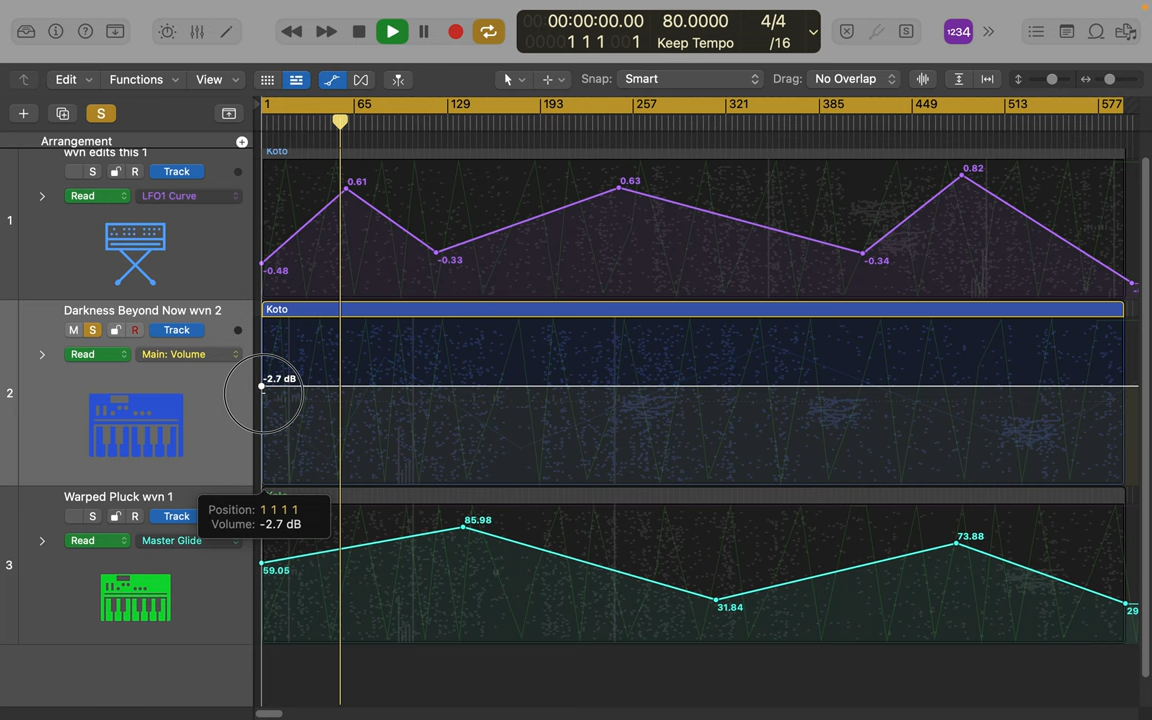 00:00:00.00 80.0000 4/4
1 1 1 1 Keep Tempo /16
1234
Edit Functions View Snap: Smart Drag: No Overlap
S
1 65 129 193 257 321 385 449 513 577
Arrangement
wvn edits this 1
Koto
S R Track
Read LFO1 Curve
1
-0.48 0.61 -0.33 0.63 -0.34 0.82
Darkness Beyond Now wvn 2
Koto
M S R Track
Read Main: Volume
-2.7 dB
2
Warped Pluck wvn 1
S R Track
Position: 1 1 1 1
Volume: -2.7 dB
Read Master Glide
3
59.05 85.98 31.84 73.88 29